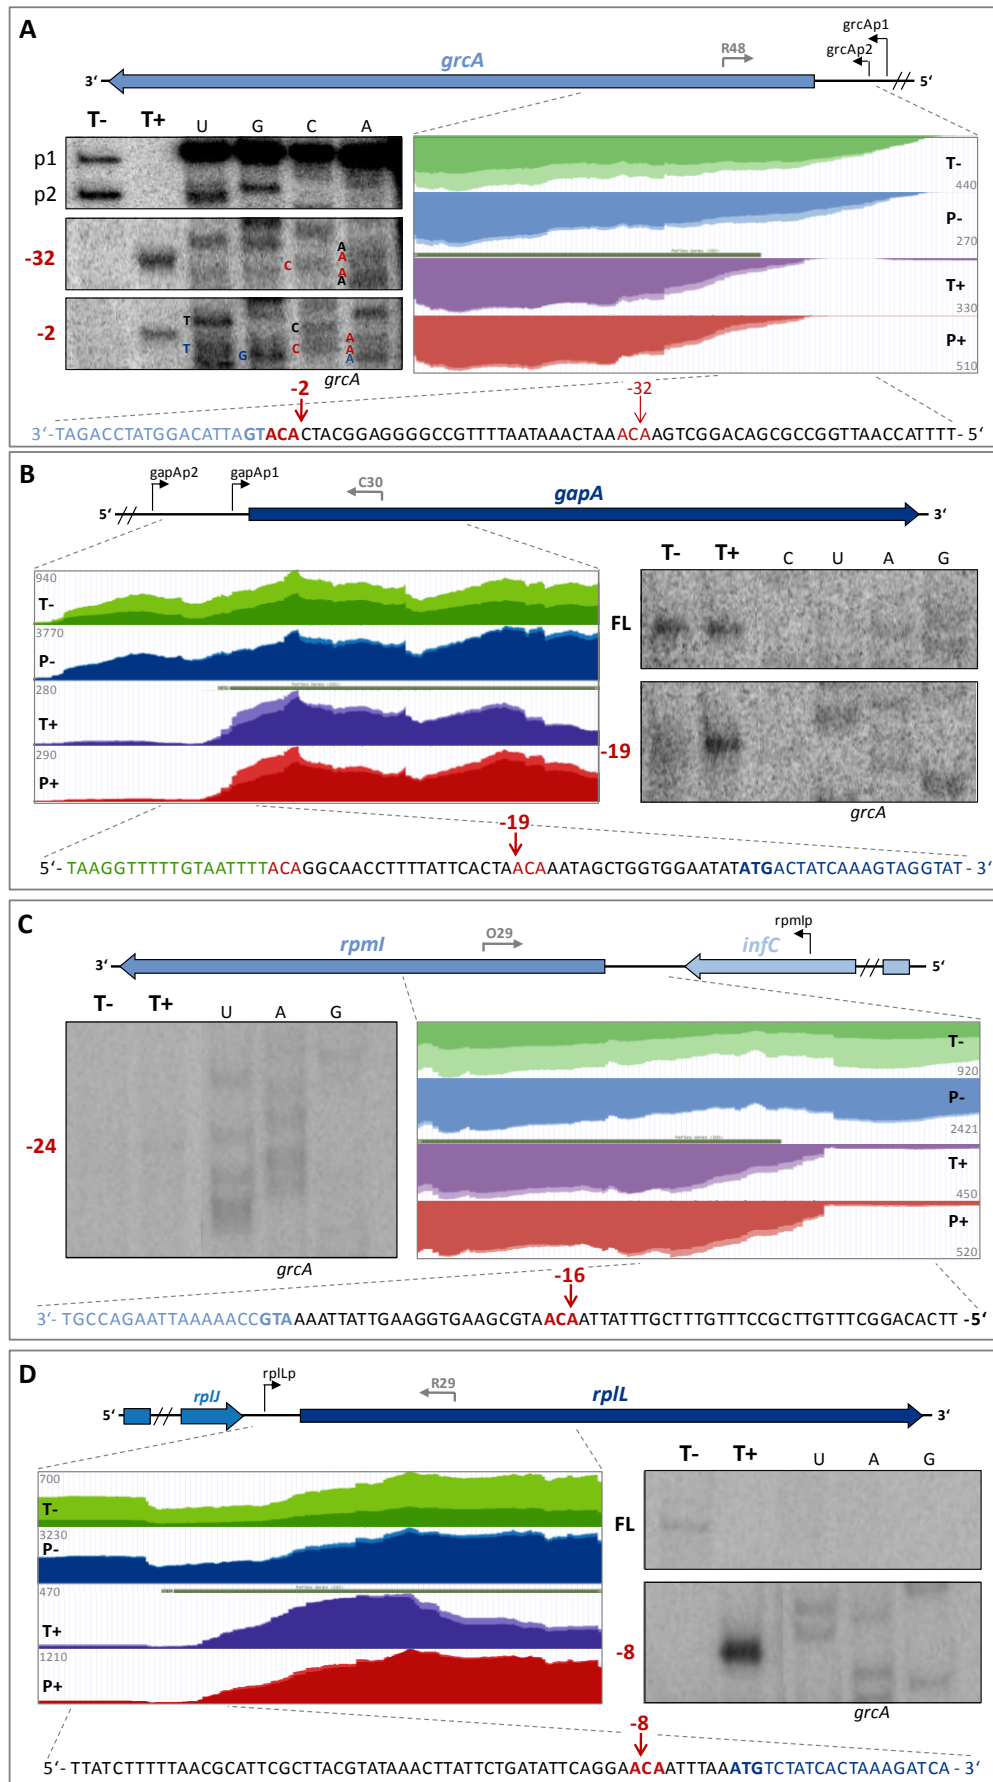 A
grcAp1
grcAp2
grcA
R48
3‘
5‘
T-
T+
U
G
C
A
p1
p2
-32
-2
A
A
C
A
A
T
C
A
T
G
C
A
A
grcA
T-
440
P-
270
T+
330
P+
510
-2
-32
3‘-TAGACCTATGGACATTAGTACACTACGGAGGGGCCGTTTTAATAAACTAAACAAGTCGGACAGCGCCGGTTAACCATTTT- 5‘
B
gapAp2
gapAp1
C30
gapA
5‘
3‘
940
T-
3770
P-
280
T+
290
P+
T-
T+
C
U
A
G
FL
-19
grcA
-19
5‘- TAAGGTTTTTGTAATTTTACAGGCAACCTTTTATTCACTAACAAATAGCTGGTGGAATATATGACTATCAAAGTAGGTAT - 3‘
C
rpmIp
O29
rpmI
infC
3‘
5‘
T-
T+
U
A
G
-24
grcA
T-
920
P-
2421
T+
450
P+
520
-16
3‘- TGCCAGAATTAAAAACCGTAAAATTATTGAAGGTGAAGCGTAACAATTATTTGCTTTGTTTCCGCTTGTTTCGGACACTT -5‘
D
rplLp
R29
rplJ
rplL
5‘
3‘
700
T-
3230
P-
470
T+
1210
P+
T-
T+
U
A
G
FL
-8
grcA
-8
5‘- TTATCTTTTTAACGCATTCGCTTACGTATAAACTTATTCTGATATTCAGGAACAATTTAAATGTCTATCACTAAAGATCA - 3‘